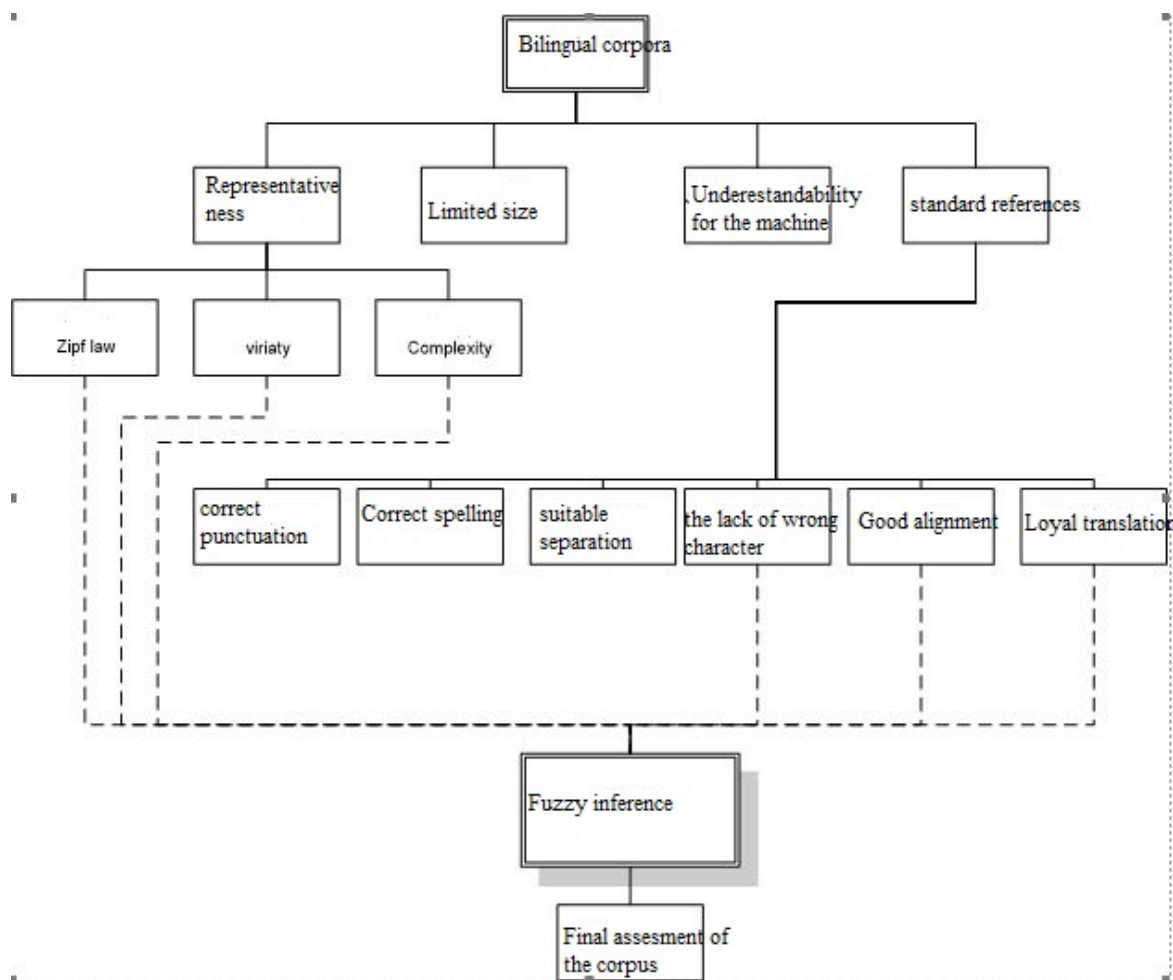 Bilingual corpora
Representative
ness
Limited size
Underestandability
for the machine
standard references
Zipf law
viriaty
Complexity
correct
punctuation
Correct spelling
suitable
separation
the lack of wrong
character
Good alignment
Loyal translation
Fuzzy inference
Final assesment of
the corpus